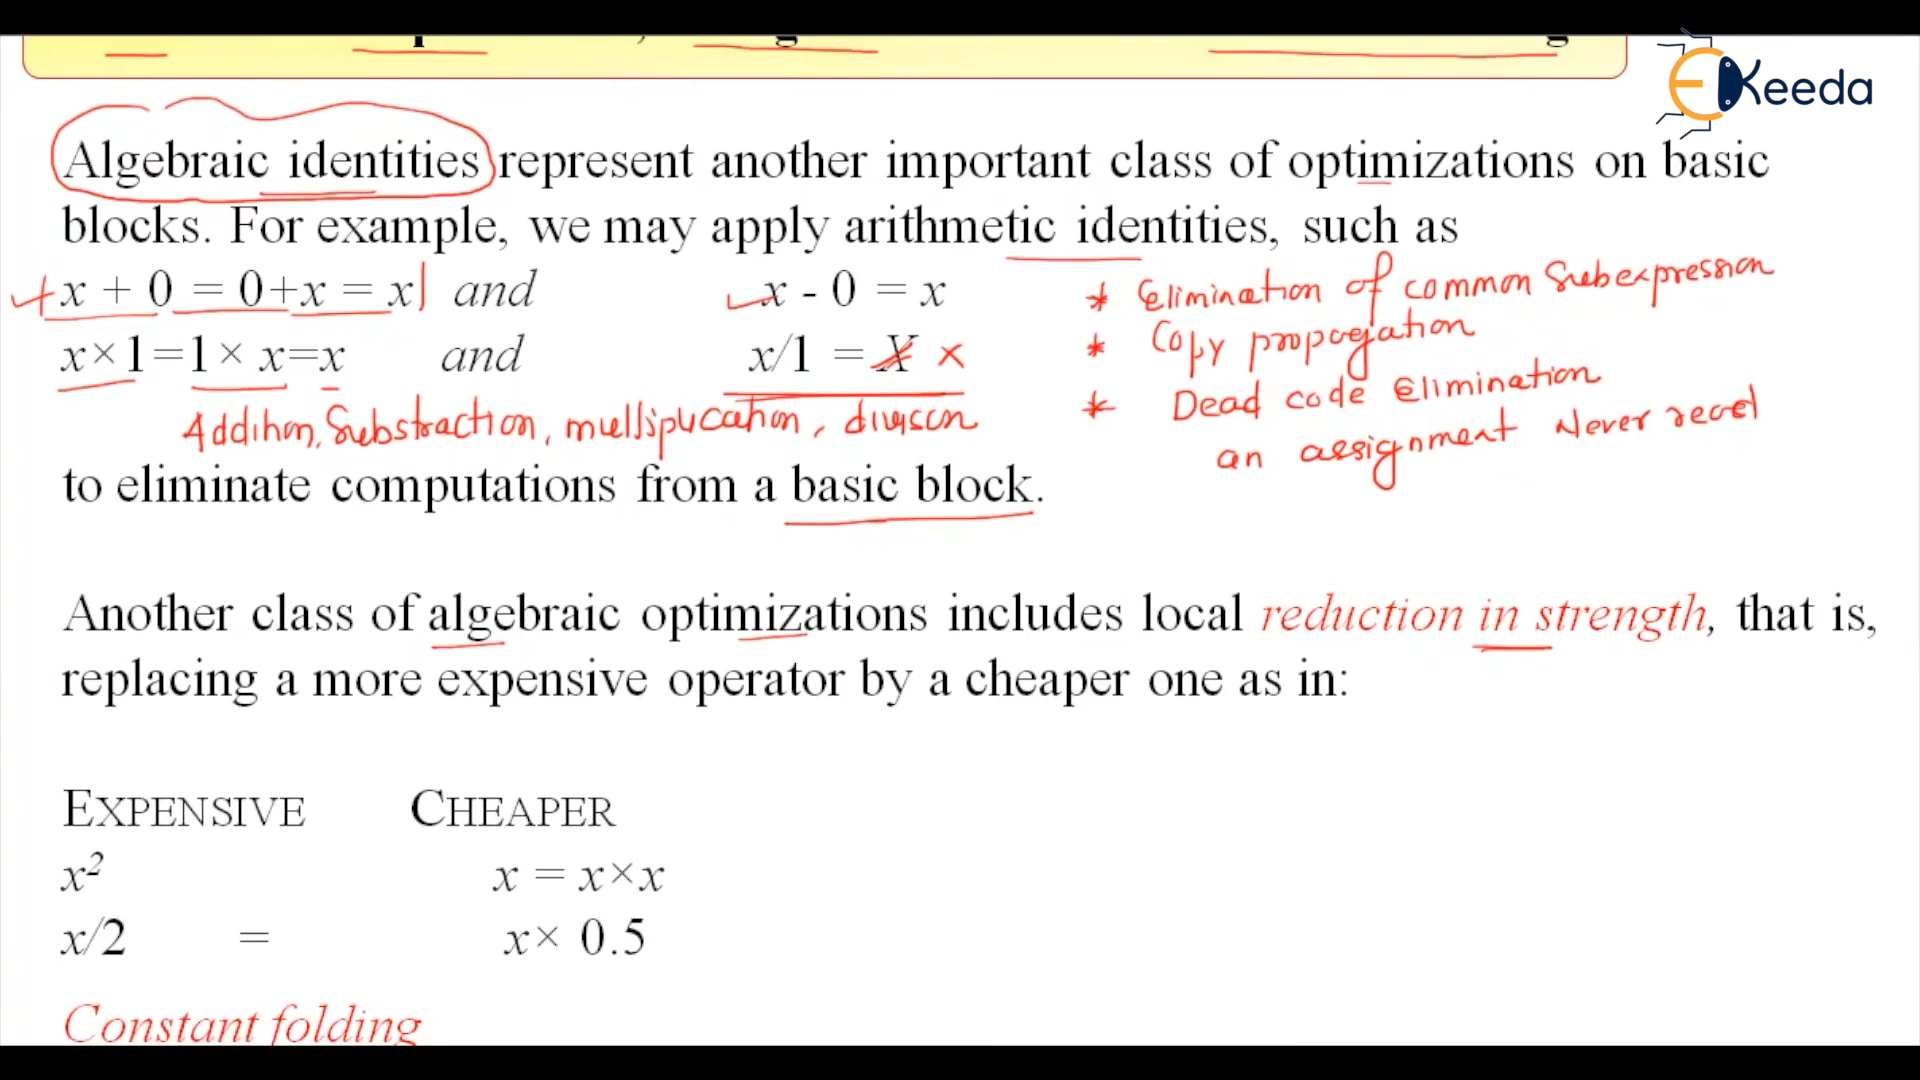 Keeda
Algebraic identities represent another important class of optimizations on basic
blocks. For example, we may apply arithmetic identities, such as
x + 0 = 0+x = x and x - 0 = x
* Elimination of common Subexpression
x×1=1× x=x and x/1 = X x
* Copy propogation
* Dead code Elimination
an assignment Never
Addition, Substraction, division
to eliminate computations from a basic block.
Another class of algebraic optimizations includes local reduction in strength, that is,
replacing a more expensive operator by a cheaper one as in:
EXPENSIVE CHEAPER
x² x = x×x
x/2 = x× 0.5
Constant folding